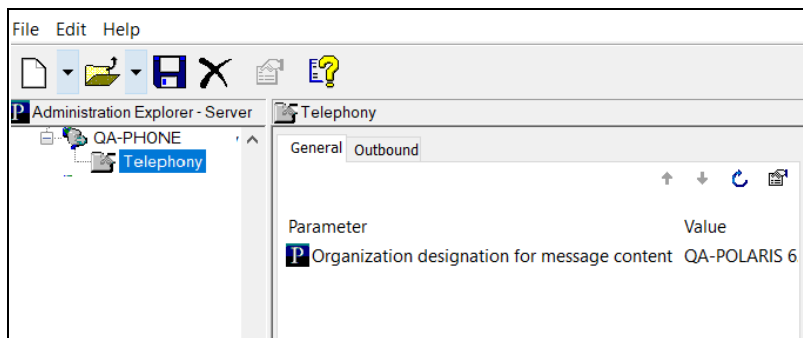 File Edit Help
Administration Explorer - Server
Telephony
QA-PHONE
Telephony
General Outbound
Parameter Value
P Organization designation for message content QA-POLARIS 6